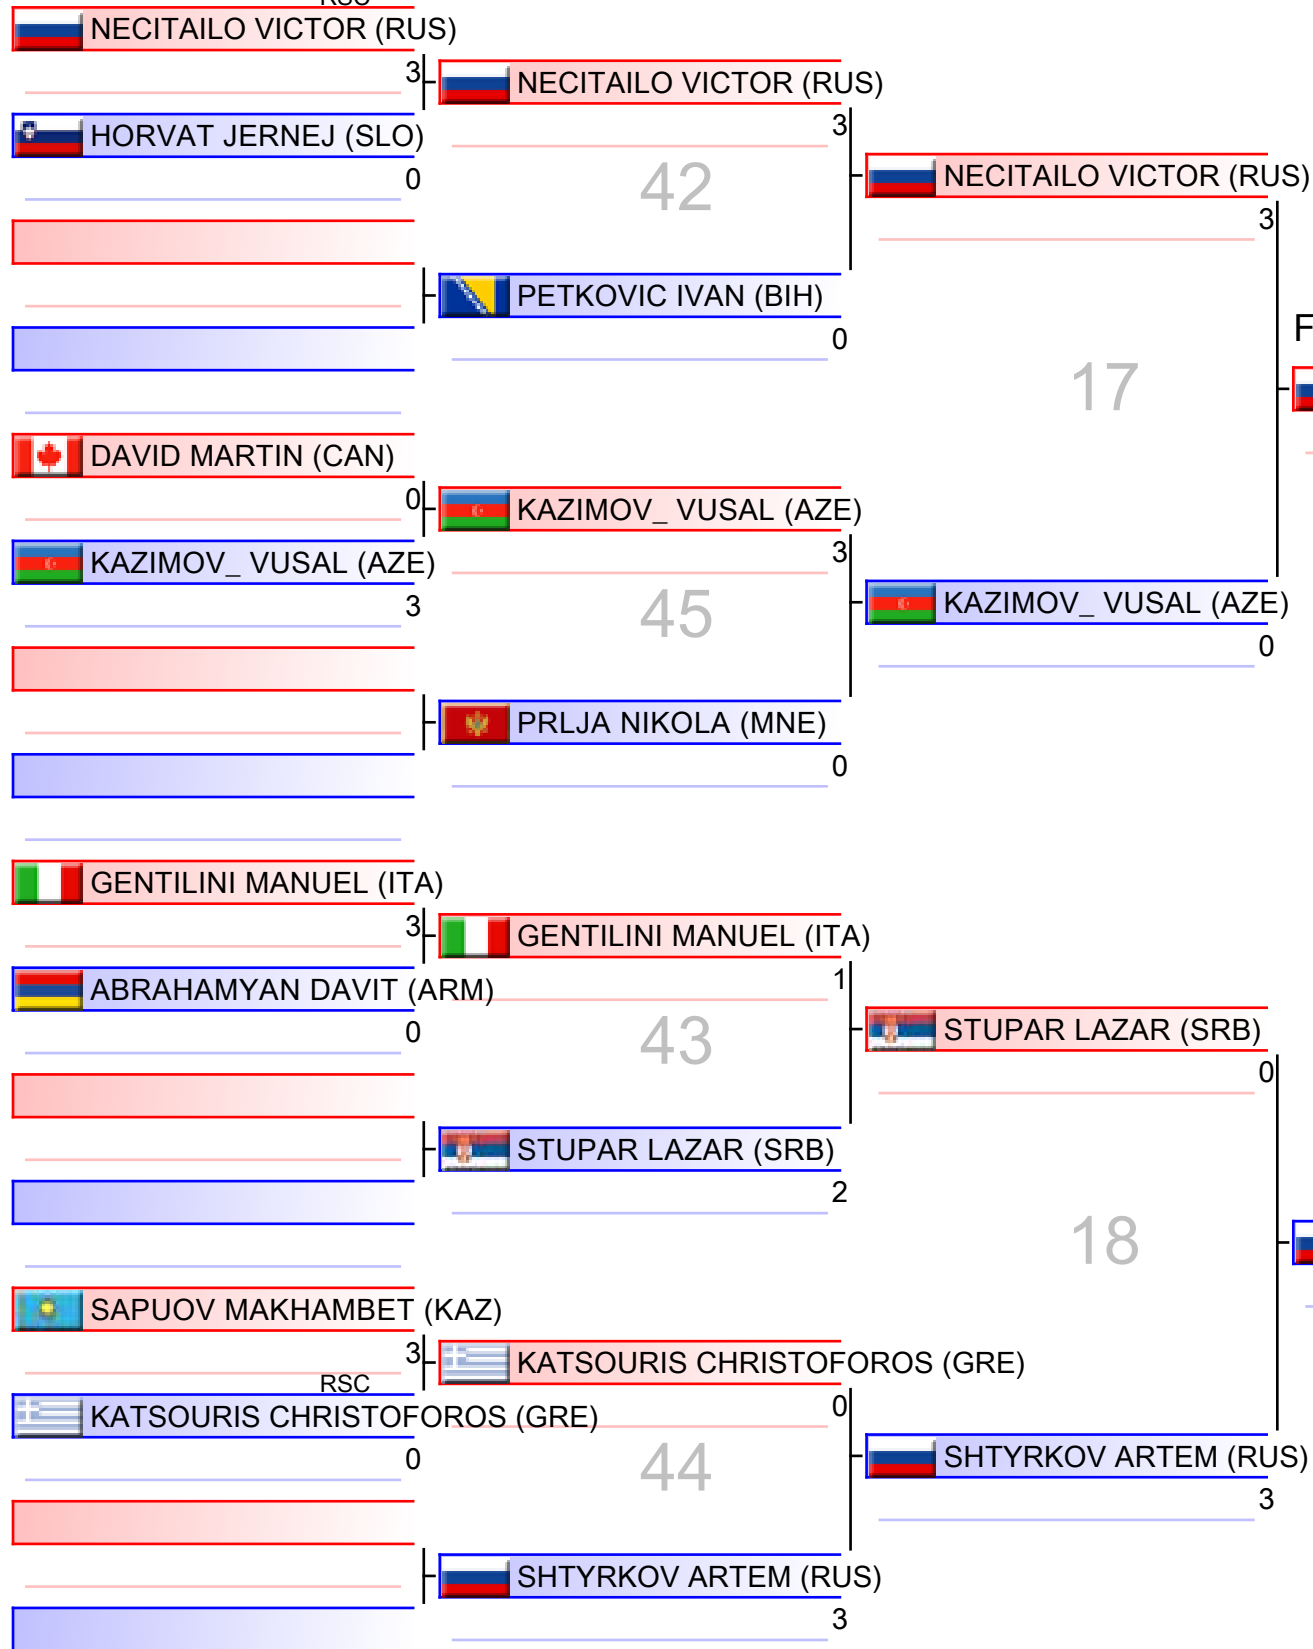 NECITAILO VICTOR (RUS)
3
HORVAT JERNEJ (SLO)
0
DAVID MARTIN (CAN)
0
KAZIMOV_ VUSAL (AZE)
3
GENTILINI MANUEL (ITA)
3
ABRAHAMYAN DAVIT (ARM)
0
SAPUOV MAKHAMBET (KAZ)
3
RSC
KATSOURIS CHRISTOFOROS (GRE)
0
NECITAILO VICTOR (RUS)
3
42
PETKOVIC IVAN (BIH)
0
KAZIMOV_ VUSAL (AZE)
3
45
PRLJA NIKOLA (MNE)
0
GENTILINI MANUEL (ITA)
1
43
STUPAR LAZAR (SRB)
2
KATSOURIS CHRISTOFOROS (GRE)
0
44
SHTYRKOV ARTEM (RUS)
3
NECITAILO VICTOR (RUS)
3
17
KAZIMOV_ VUSAL (AZE)
0
STUPAR LAZAR (SRB)
0
18
SHTYRKOV ARTEM (RUS)
3
F